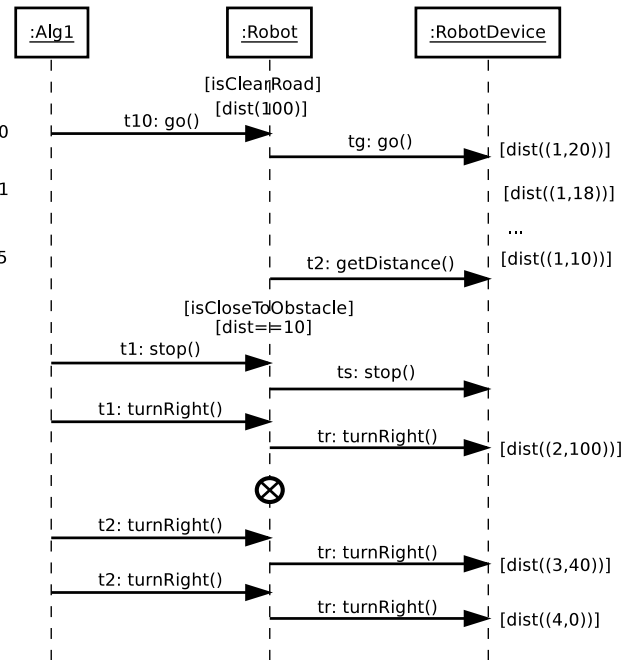 :Alg1 :Robot :RobotDevice
[isClearRoad]
[dist(100)]
0 t10: go()
tg: go() [dist((1,20))]
1 [dist((1,18))]
...
5 t2: getDistance() [dist((1,10))]
[isCloseToObstacle]
[dist==10]
t1: stop()
ts: stop()
t1: turnRight()
tr: turnRight() [dist((2,100))]
t2: turnRight()
tr: turnRight() [dist((3,40))]
t2: turnRight()
tr: turnRight() [dist((4,0))]